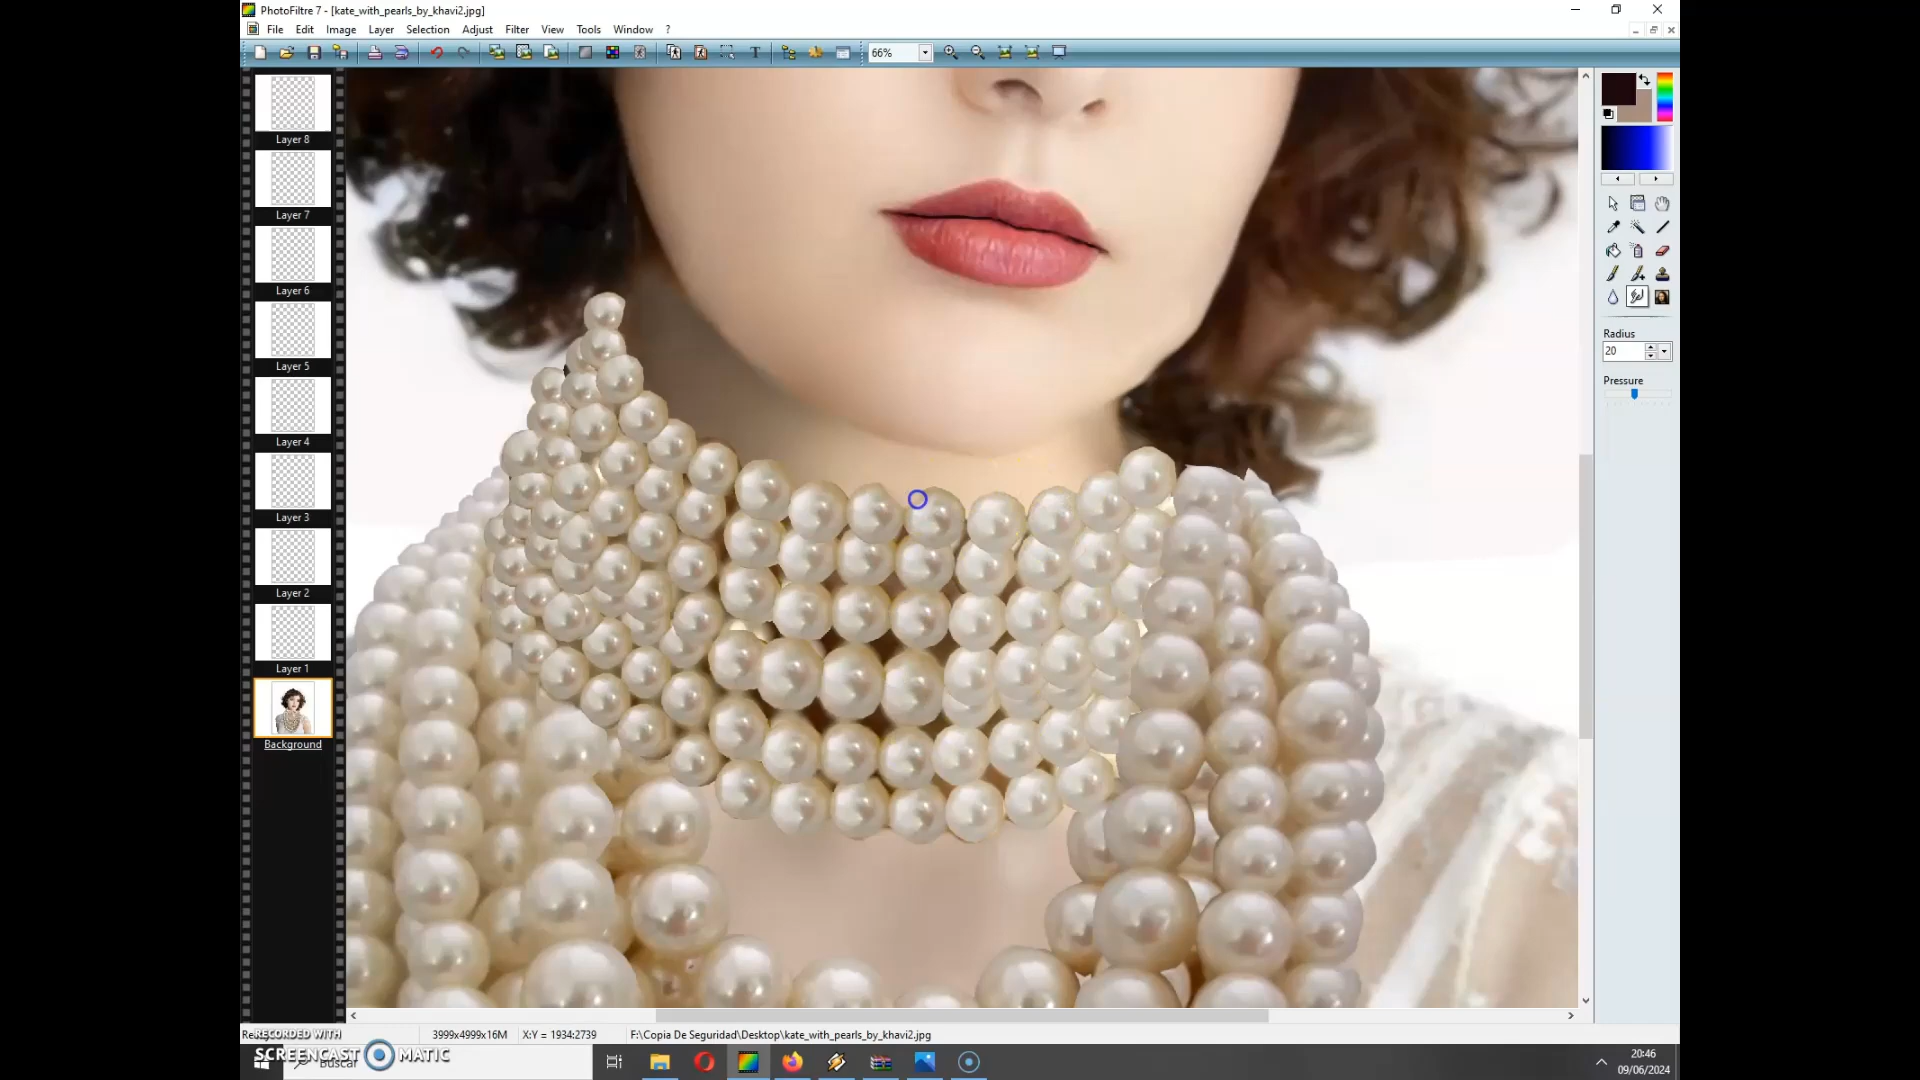 PhotoFiltre 7 - [kate_with_pearls_by_khavi2.jpg]
File Edit Image Layer Selection Adjust Filter View Tools Window ?
66%
Layer 8
Layer 7
Layer 6
Layer 5
Layer 4
Layer 3
Layer 2
Layer 1
Background
Radius
20
Pressure
3999x4999x16M X:Y = 1934:2739 F:\Copia De Seguridad\Desktop\kate_with_pearls_by_khavi2.jpg
RECORDED WITH
SCREENCAST MATIC
Buscar
20:46
09/06/2024